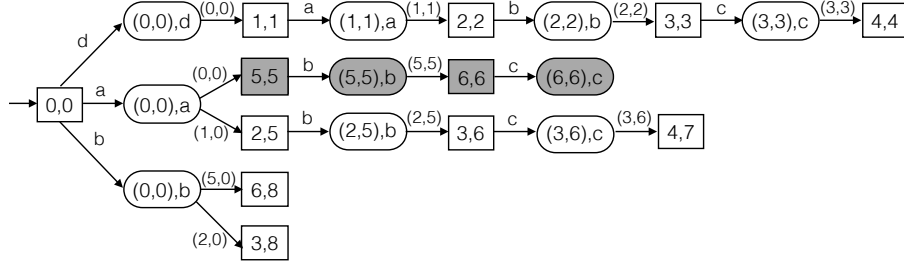 d
(0,0),d
(0,0)
1,1
a
(1,1),a
(1,1)
2,2
b
(2,2),b
(2,2)
3,3
c
(3,3),c
(3,3)
4,4
0,0
a
(0,0),a
(0,0)
5,5
b
(5,5),b
(5,5)
6,6
c
(6,6),c
(1,0)
2,5
b
(2,5),b
(2,5)
3,6
c
(3,6),c
(3,6)
4,7
b
(0,0),b
(5,0)
6,8
(2,0)
3,8